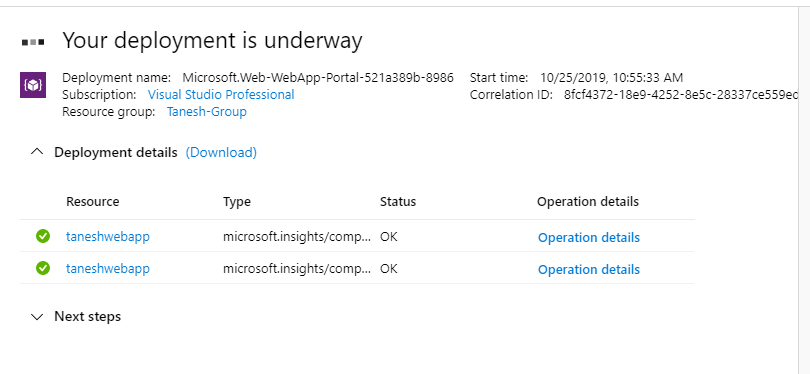 Your deployment is underway
Deployment name: Microsoft.Web-WebApp-Portal-521a389b-8986 Start time: 10/25/2019, 10:55:33 AM
Subscription: Visual Studio Professional Correlation ID: 8fcf4372-18e9-4252-8e5c-28337ce559ed
Resource group: Tanesh-Group
Deployment details (Download)
Resource Type Status Operation details
taneshwebapp microsoft.insights/comp... OK Operation details
taneshwebapp microsoft.insights/comp... OK Operation details
Next steps